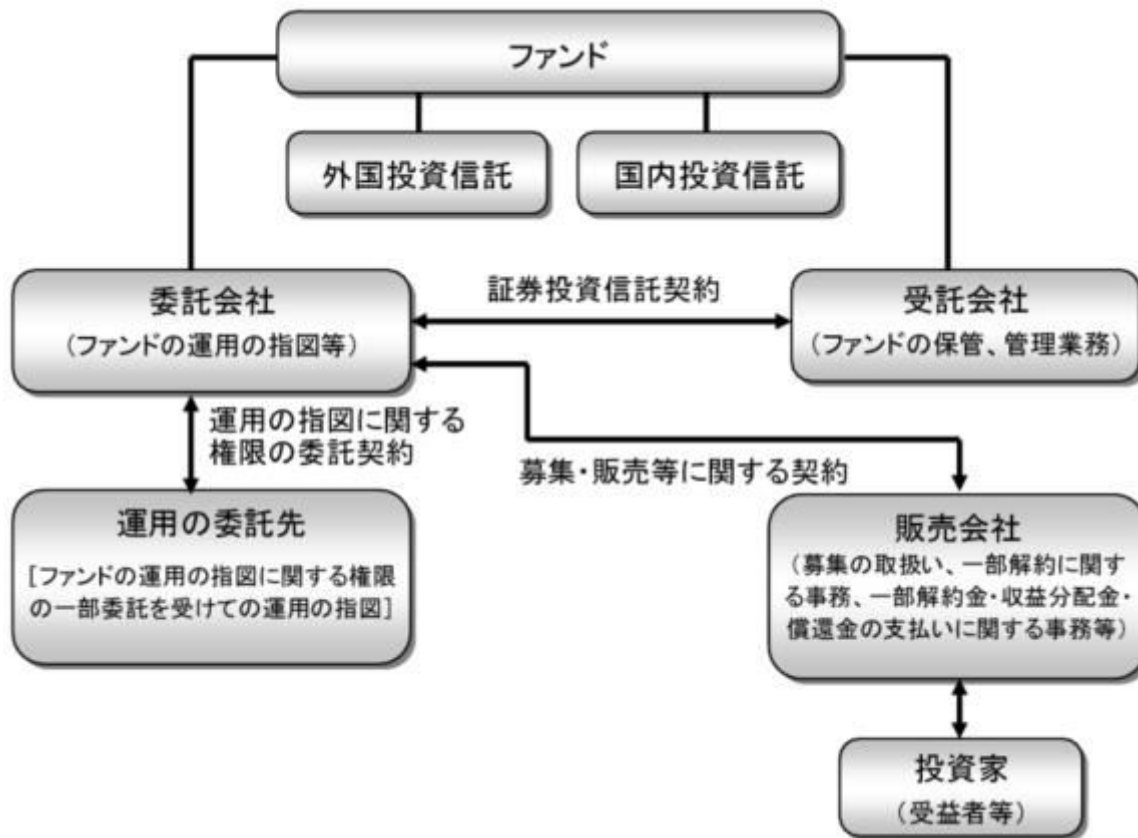 ファンド
外国投資信託
国内投資信託
委託会社
（ファンドの運用の指図等）
証券投資信託契約
受託会社
（ファンドの保管、管理業務）
運用の指図に関する
権限の委託契約
募集・販売等に関する契約
運用の委託先
［ファンドの運用の指図に関する権限
の一部委託を受けての運用の指図］
販売会社
（募集の取扱い、一部解約に関す
る事務、一部解約金・収益分配金・
償還金の支払いに関する事務等）
投資家
（受益者等）